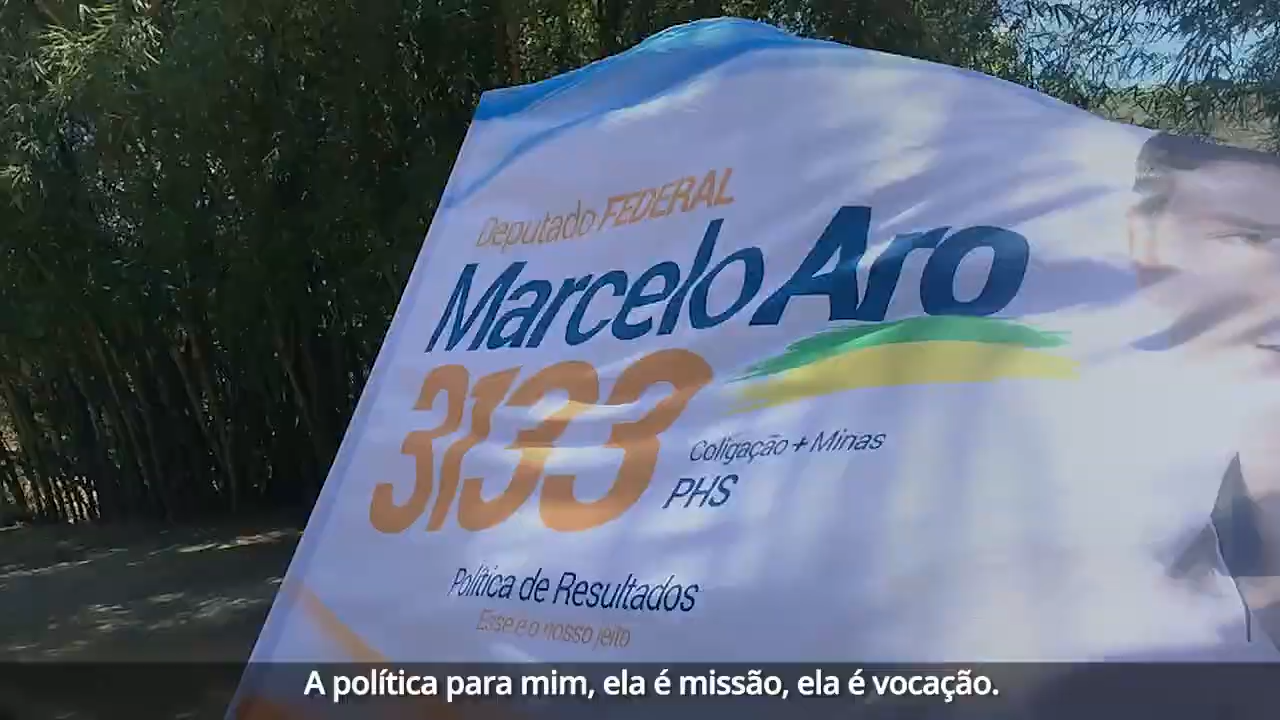 Deputado FEDERAL
Marcelo Aro
3133
Coligação + Minas
PHS
Política de Resultados
Esse é o nosso jeito
A política para mim, ela é missão, ela é vocação.